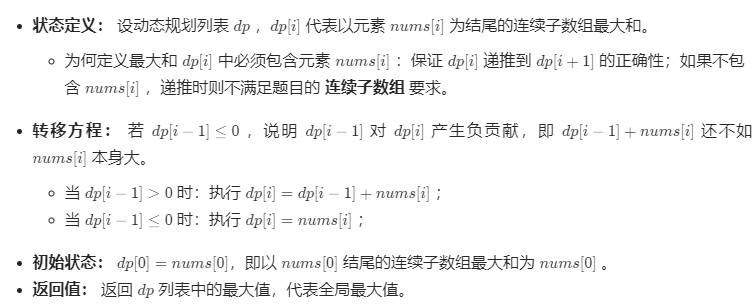 • 状态定义： 设动态规划列表 dp ，dp[i] 代表以元素 nums[i] 为结尾的连续子数组最大和。
◦ 为何定义最大和 dp[i] 中必须包含元素 nums[i] ：保证 dp[i] 递推到 dp[i + 1] 的正确性；如果不包
含 nums[i] ，递推时则不满足题目的 连续子数组 要求。
• 转移方程： 若 dp[i − 1] ≤ 0 ，说明 dp[i − 1] 对 dp[i] 产生负贡献，即 dp[i − 1] + nums[i] 还不如
nums[i] 本身大。
◦ 当 dp[i − 1] > 0 时：执行 dp[i] = dp[i − 1] + nums[i] ；
◦ 当 dp[i − 1] ≤ 0 时：执行 dp[i] = nums[i] ；
• 初始状态： dp[0] = nums[0]，即以 nums[0] 结尾的连续子数组最大和为 nums[0] 。
• 返回值： 返回 dp 列表中的最大值，代表全局最大值。